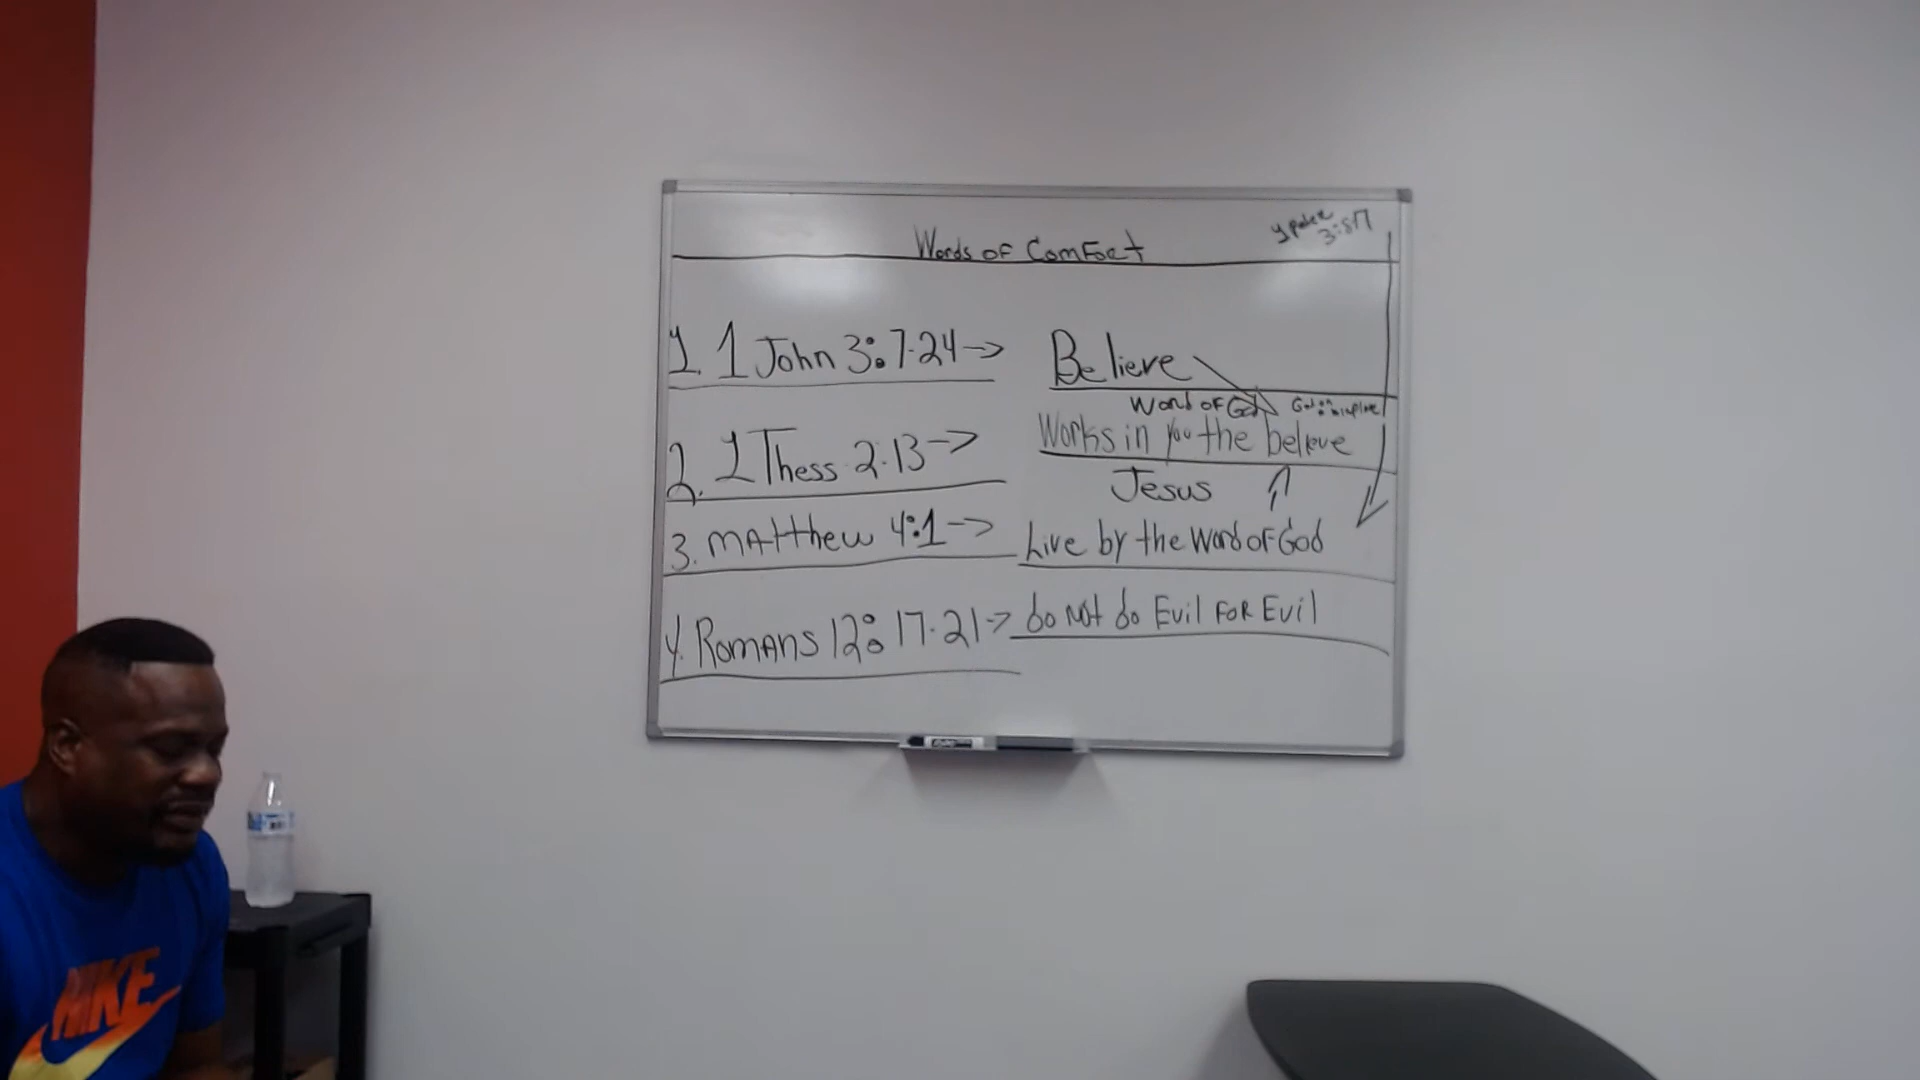 Words of Comfort
3:
1. 1 John 3:7-24 -> Believe
Word of God God
2. 1 Thess 2:13 -> Works in you the believe
Jesus
3. Matthew 4:1 -> Live by the Word of God
4. Romans 12:17-21 -> do Not do Evil For Evil
NIKE